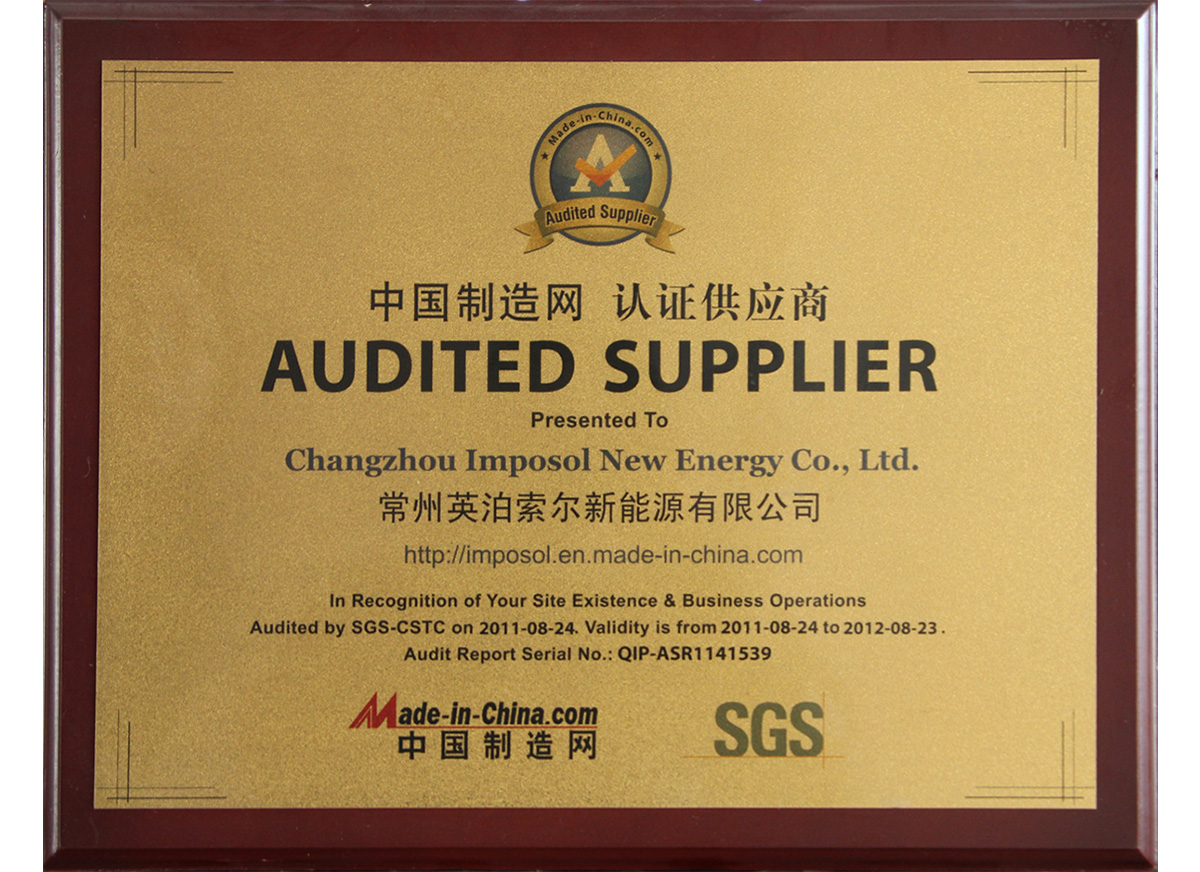 Made-in-China.com
A
Audited Supplier
中国制造网 认证供应商
AUDITED SUPPLIER
Presented To
Changzhou Imposol New Energy Co., Ltd.
常州英泊索尔新能源有限公司
http://imposol.en.made-in-china.com
In Recognition of Your Site Existence & Business Operations
Audited by SGS-CSTC on 2011-08-24. Validity is from 2011-08-24 to 2012-08-23 .
Audit Report Serial No.: QIP-ASR1141539
Made-in-China.com
中国制造网
SGS